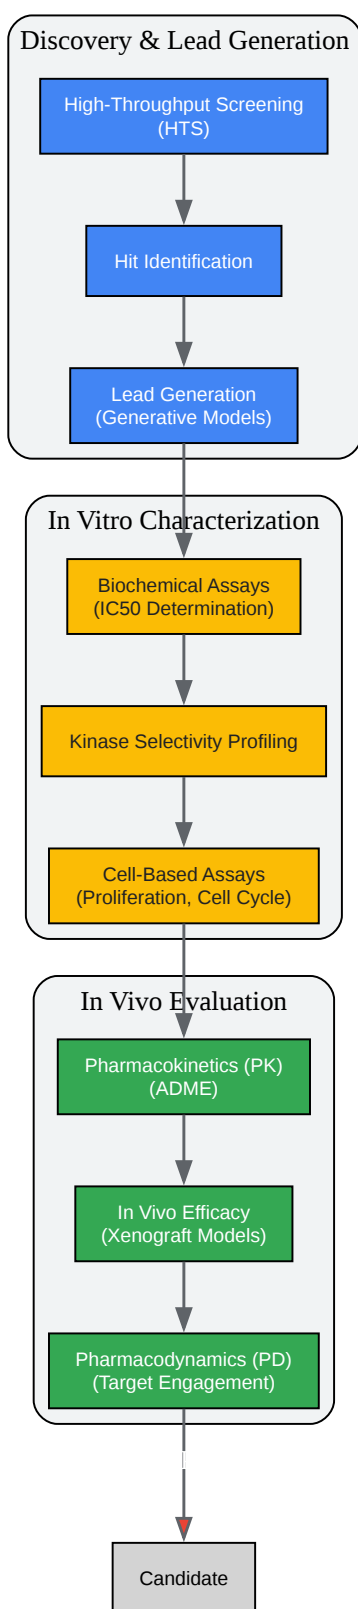 Discovery & Lead Generation
High-Throughput Screening
(HTS)
Hit Identification
Lead Generation
(Generative Models)
In Vitro Characterization
Biochemical Assays
(IC50 Determination)
Kinase Selectivity Profiling
Cell-Based Assays
(Proliferation, Cell Cycle)
In Vivo Evaluation
Pharmacokinetics (PK)
(ADME)
In Vivo Efficacy
(Xenograft Models)
Pharmacodynamics (PD)
(Target Engagement)
Candidate